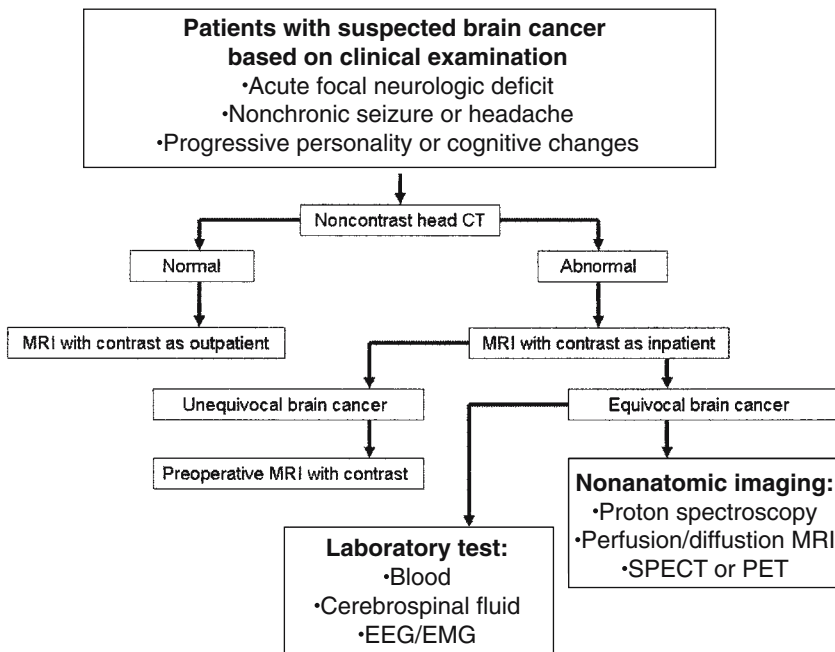 Patients with suspected brain cancer
based on clinical examination
•Acute focal neurologic deficit
•Nonchronic seizure or headache
•Progressive personality or cognitive changes
Noncontrast head CT
Normal
Abnormal
MRI with contrast as outpatient
MRI with contrast as inpatient
Unequivocal brain cancer
Equivocal brain cancer
Preoperative MRI with contrast
Nonanatomic imaging:
•Proton spectroscopy
•Perfusion/diffustion MRI
•SPECT or PET
Laboratory test:
•Blood
•Cerebrospinal fluid
•EEG/EMG